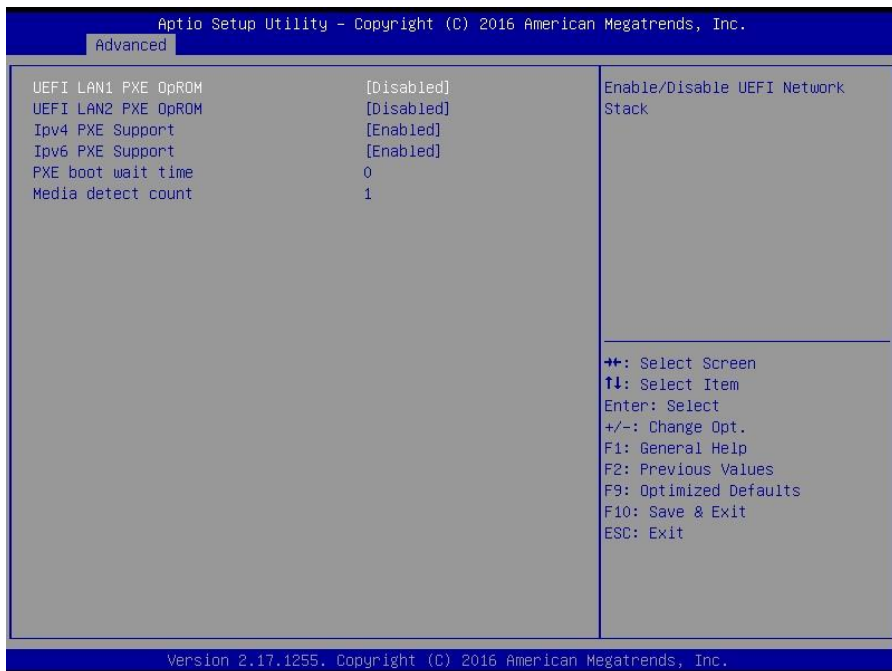 Aptio Setup Utility – Copyright (C) 2016 American Megatrends, Inc.
Advanced
UEFI LAN1 PXE OpROM [Disabled]
UEFI LAN2 PXE OpROM [Disabled]
Ipv4 PXE Support [Enabled]
Ipv6 PXE Support [Enabled]
PXE boot wait time 0
Media detect count 1
Enable/Disable UEFI Network
Stack
→←: Select Screen
↑↓: Select Item
Enter: Select
+/-: Change Opt.
F1: General Help
F2: Previous Values
F9: Optimized Defaults
F10: Save & Exit
ESC: Exit
Version 2.17.1255. Copyright (C) 2016 American Megatrends, Inc.